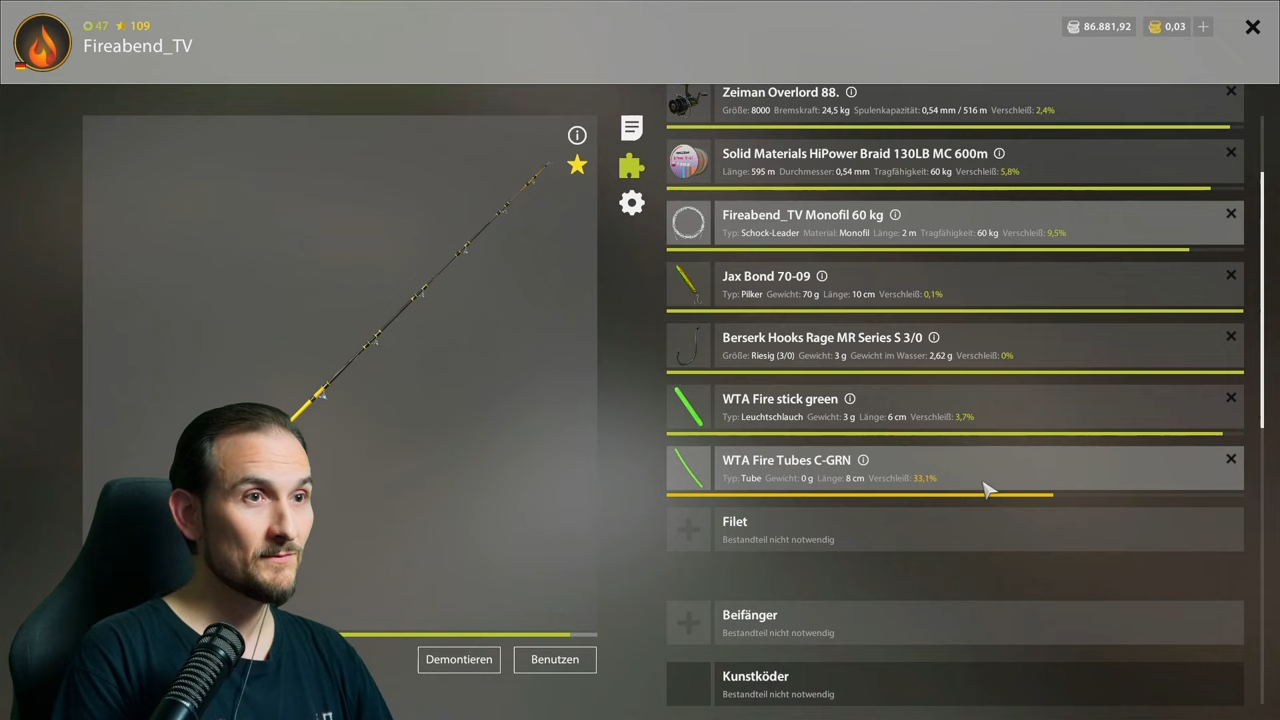 47 109
Fireabend_TV
86.881,92
0,03
Zeiman Overlord 88.
Größe: 8000 Bremskraft: 24,5 kg Spulenkapazität: 0,54 mm / 516 m Verschleiß: 2,4%
Solid Materials HiPower Braid 130LB MC 600m
Länge: 595 m Durchmesser: 0,54 mm Tragfähigkeit: 60 kg Verschleiß: 5,8%
Fireabend_TV Monofil 60 kg
Typ: Schock-Leader Material: Monofil Länge: 2 m Tragfähigkeit: 60 kg Verschleiß: 9,5%
Jax Bond 70-09
Typ: Pilker Gewicht: 70 g Länge: 10 cm Verschleiß: 0,1%
Berserk Hooks Rage MR Series S 3/0
Größe: Riesig (3/0) Gewicht: 3 g Gewicht im Wasser: 2,62 g Verschleiß: 0%
WTA Fire stick green
Typ: Leuchtschlauch Gewicht: 3 g Länge: 6 cm Verschleiß: 3,7%
WTA Fire Tubes C-GRN
Typ: Tube Gewicht: 0 g Länge: 8 cm Verschleiß: 33,1%
Filet
Bestandteil nicht notwendig
Beifänger
Bestandteil nicht notwendig
Kunstköder
Bestandteil nicht notwendig
Demontieren
Benutzen